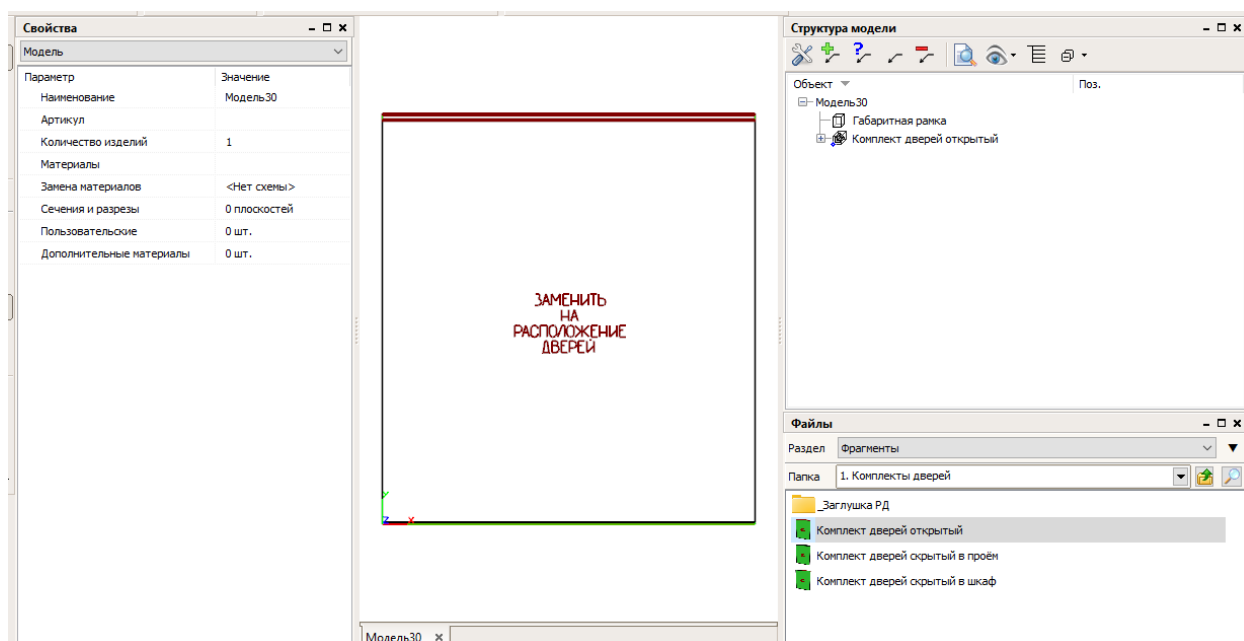 Свойства
Модель
Параметр Значение
Наименование Модель30
Артикул
Количество изделий 1
Материалы
Замена материалов <Нет схемы>
Сечения и разрезы 0 плоскостей
Пользовательские 0 шт.
Дополнительные материалы 0 шт.
ЗАМЕНИТЬ
НА
РАСПОЛОЖЕНИЕ
ДВЕРЕЙ
Y
Z X
Модель30
Структура модели
Объект Поз.
Модель30
Габаритная рамка
Комплект дверей открытый
Файлы
Раздел Фрагменты
Папка 1. Комплекты дверей
_Заглушка РД
Комплект дверей открытый
Комплект дверей скрытый в проём
Комплект дверей скрытый в шкаф